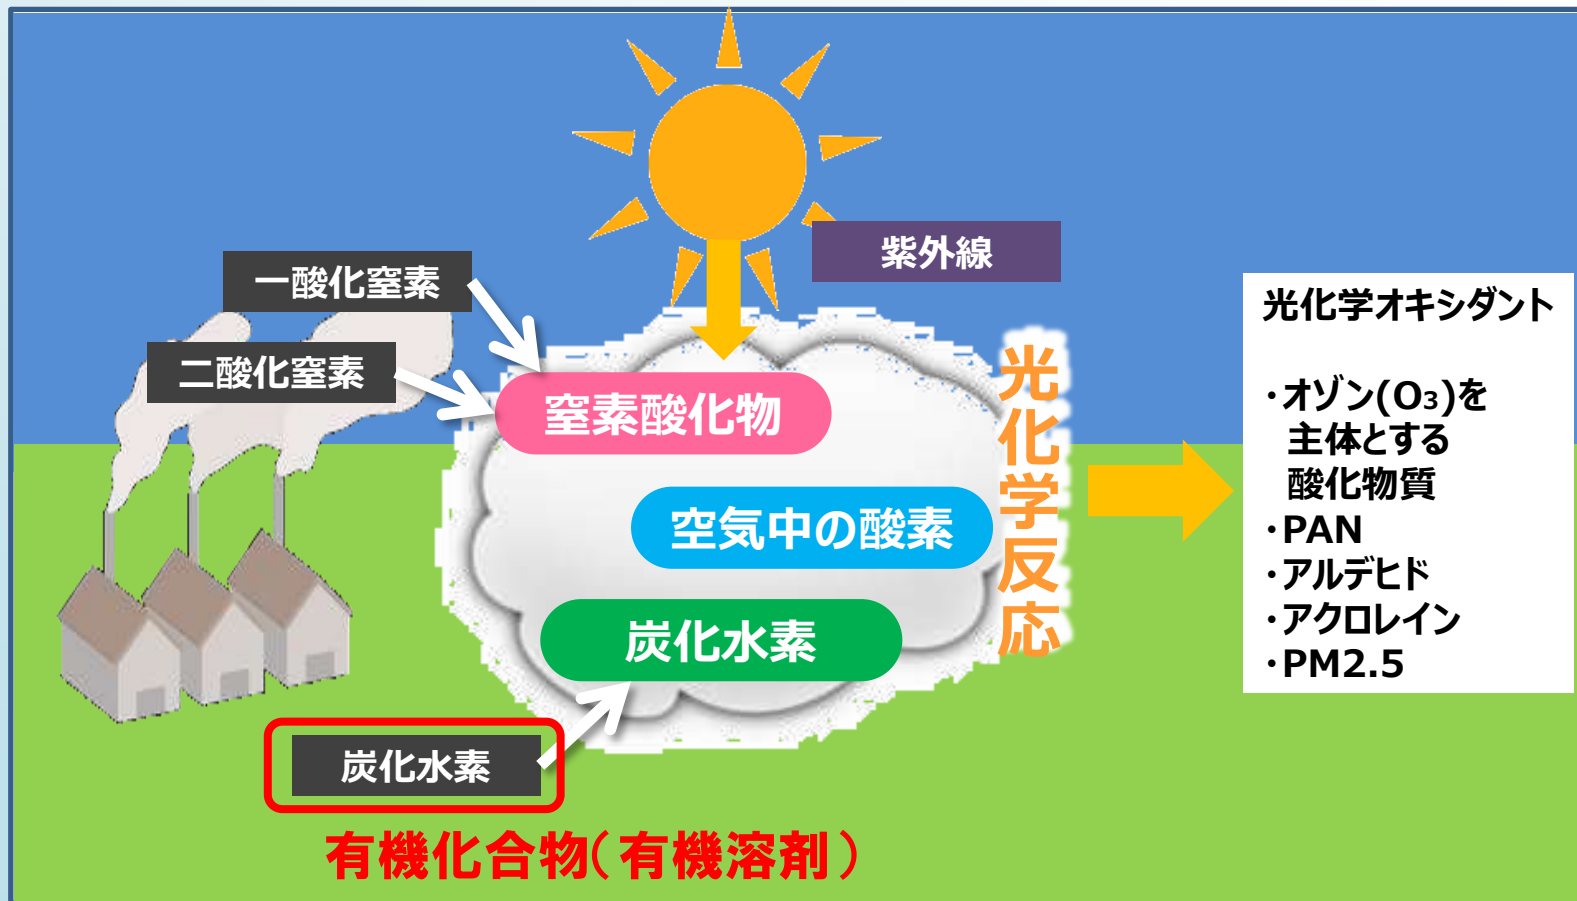 紫外線
一酸化窒素
二酸化窒素
窒素酸化物
空気中の酸素
炭化水素
光化学反応
炭化水素
有機化合物(有機溶剤)
光化学オキシダント
・オゾン(O₃)を
主体とする
酸化物質
・PAN
・アルデヒド
・アクロレイン
・PM2.5